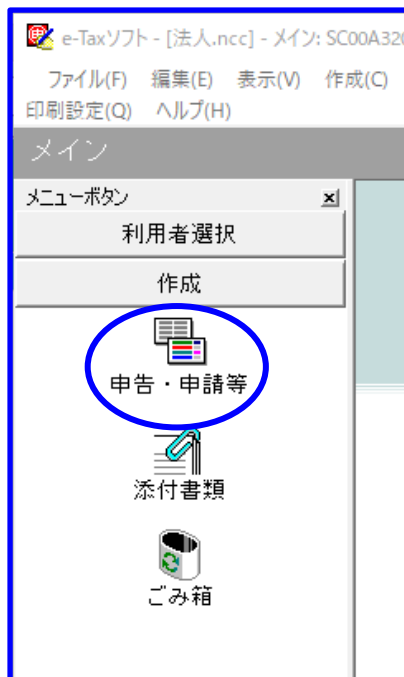 e-Taxソフト - [法人.ncc] - メイン: SC00A320
ファイル(F) 編集(E) 表示(V) 作成(C)
印刷設定(Q) ヘルプ(H)
メイン
メニューボタン
利用者選択
作成
申告・申請等
添付書類
ごみ箱